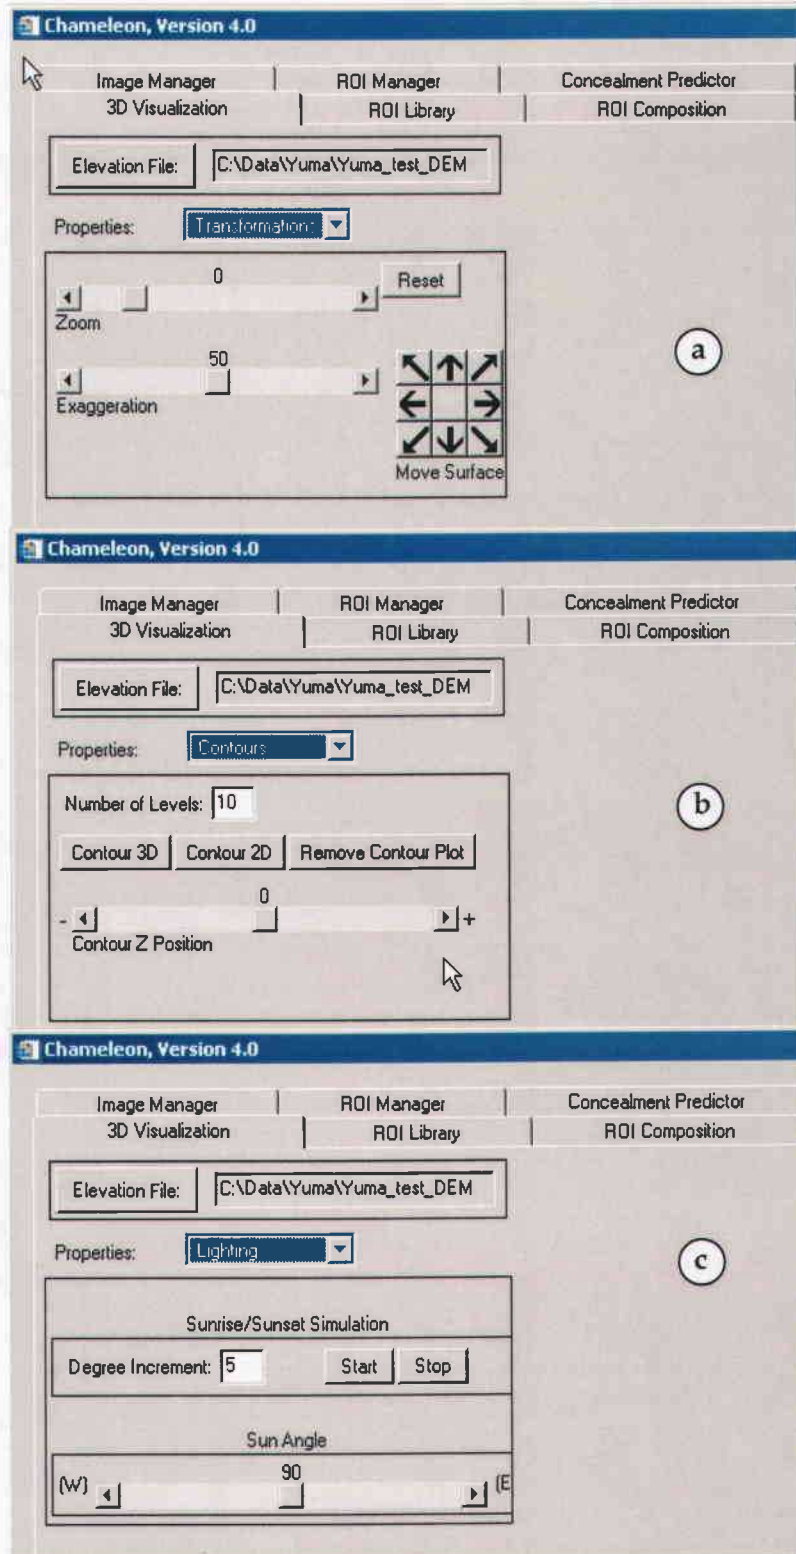 Chameleon, Version 4.0
Image Manager ROI Manager Concealment Predictor
3D Visualization ROI Library ROI Composition
Elevation File: C:\Data\Yuma\Yuma_test_DEM
Properties: Transformation:
0 Reset
Zoom
50
Exaggeration
Move Surface
a
Chameleon, Version 4.0
Image Manager ROI Manager Concealment Predictor
3D Visualization ROI Library ROI Composition
Elevation File: C:\Data\Yuma\Yuma_test_DEM
Properties: Contours
Number of Levels: 10
b
Contour 3D Contour 2D Remove Contour Plot
0
- +
Contour Z Position
Chameleon, Version 4.0
Image Manager ROI Manager Concealment Predictor
3D Visualization ROI Library ROI Composition
Elevation File: C:\Data\Yuma\Yuma_test_DEM
Properties: Lighting
c
Sunrise/Sunset Simulation
Degree Increment: 5 Start Stop
Sun Angle
90
(W) (E